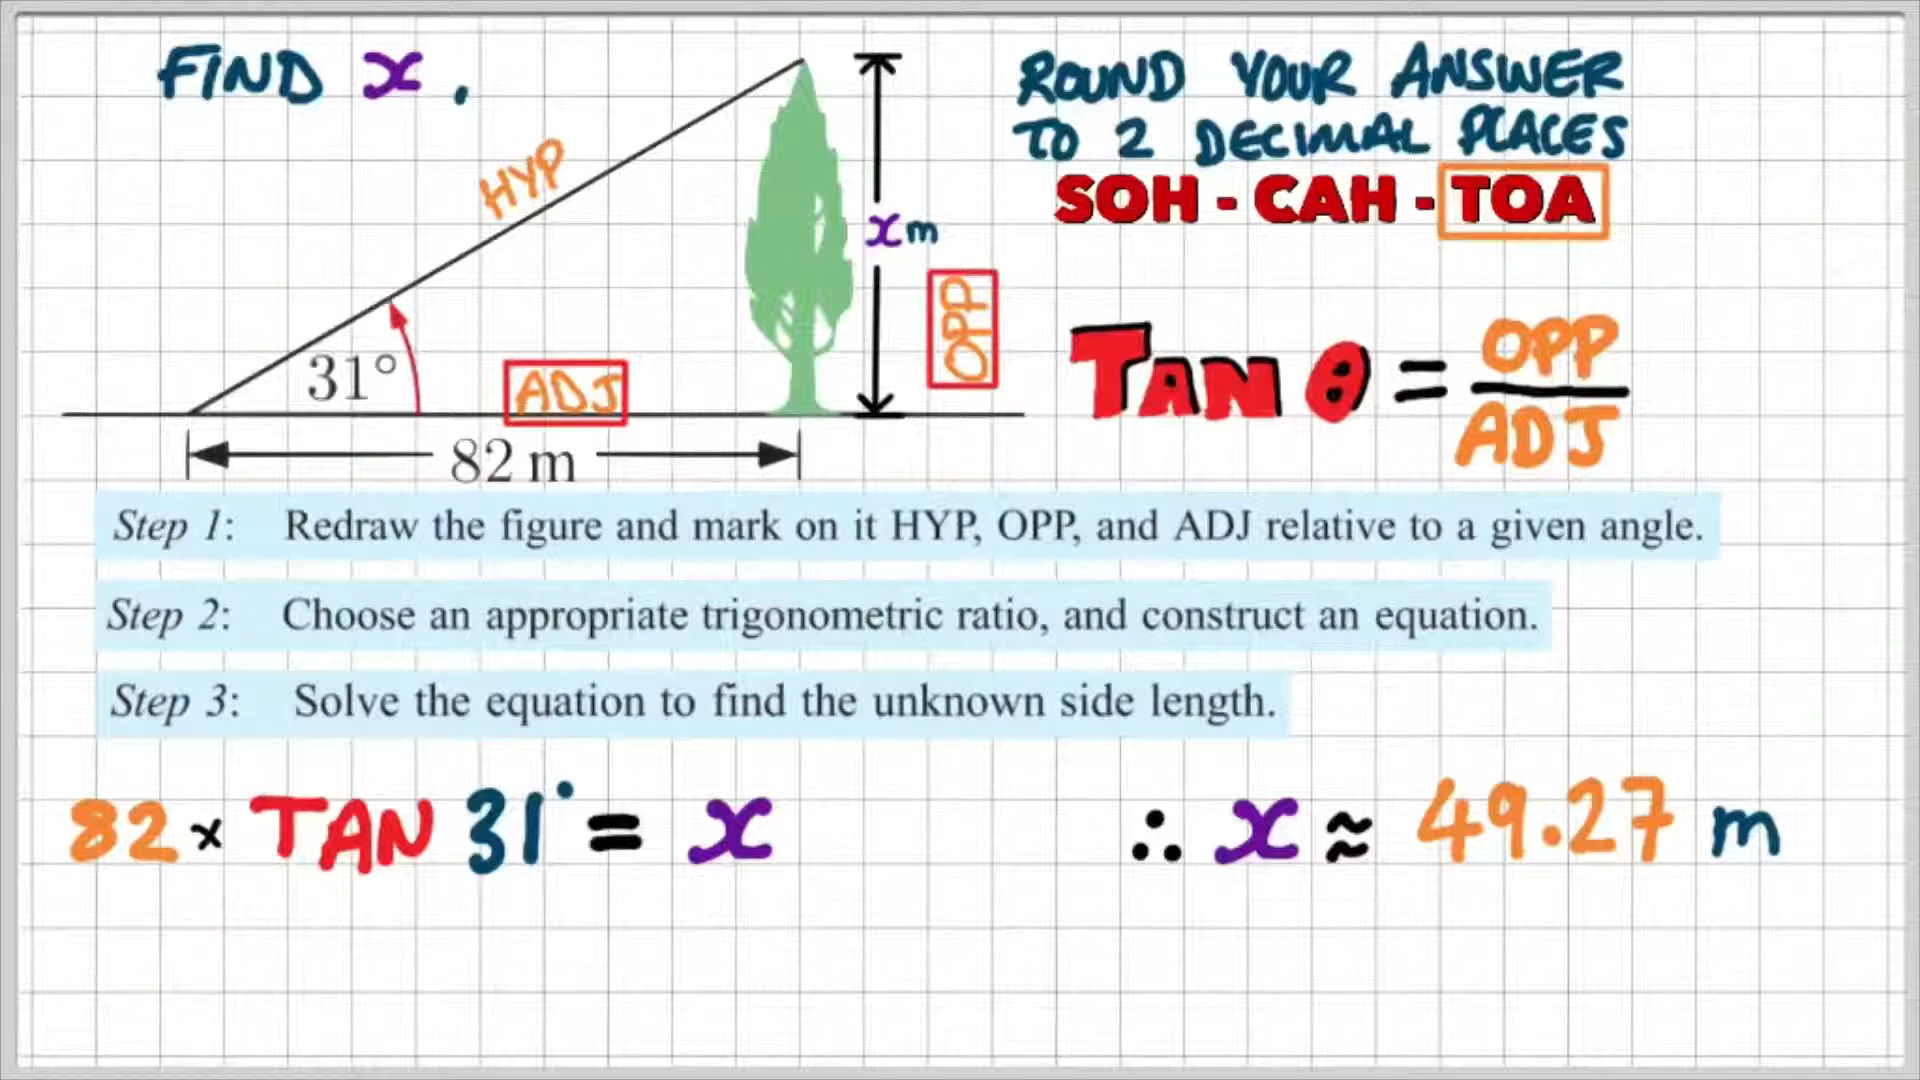 FIND x.
ROUND YOUR ANSWER
TO 2 DECIMAL PLACES
SOH - CAH - TOA
HYP
x m
OPP
31°
ADJ
82 m
TAN θ = OPP
ADJ
Step 1: Redraw the figure and mark on it HYP, OPP, and ADJ relative to a given angle.
Step 2: Choose an appropriate trigonometric ratio, and construct an equation.
Step 3: Solve the equation to find the unknown side length.
82 × TAN 31° = x
∴ x ≈ 49.27 m